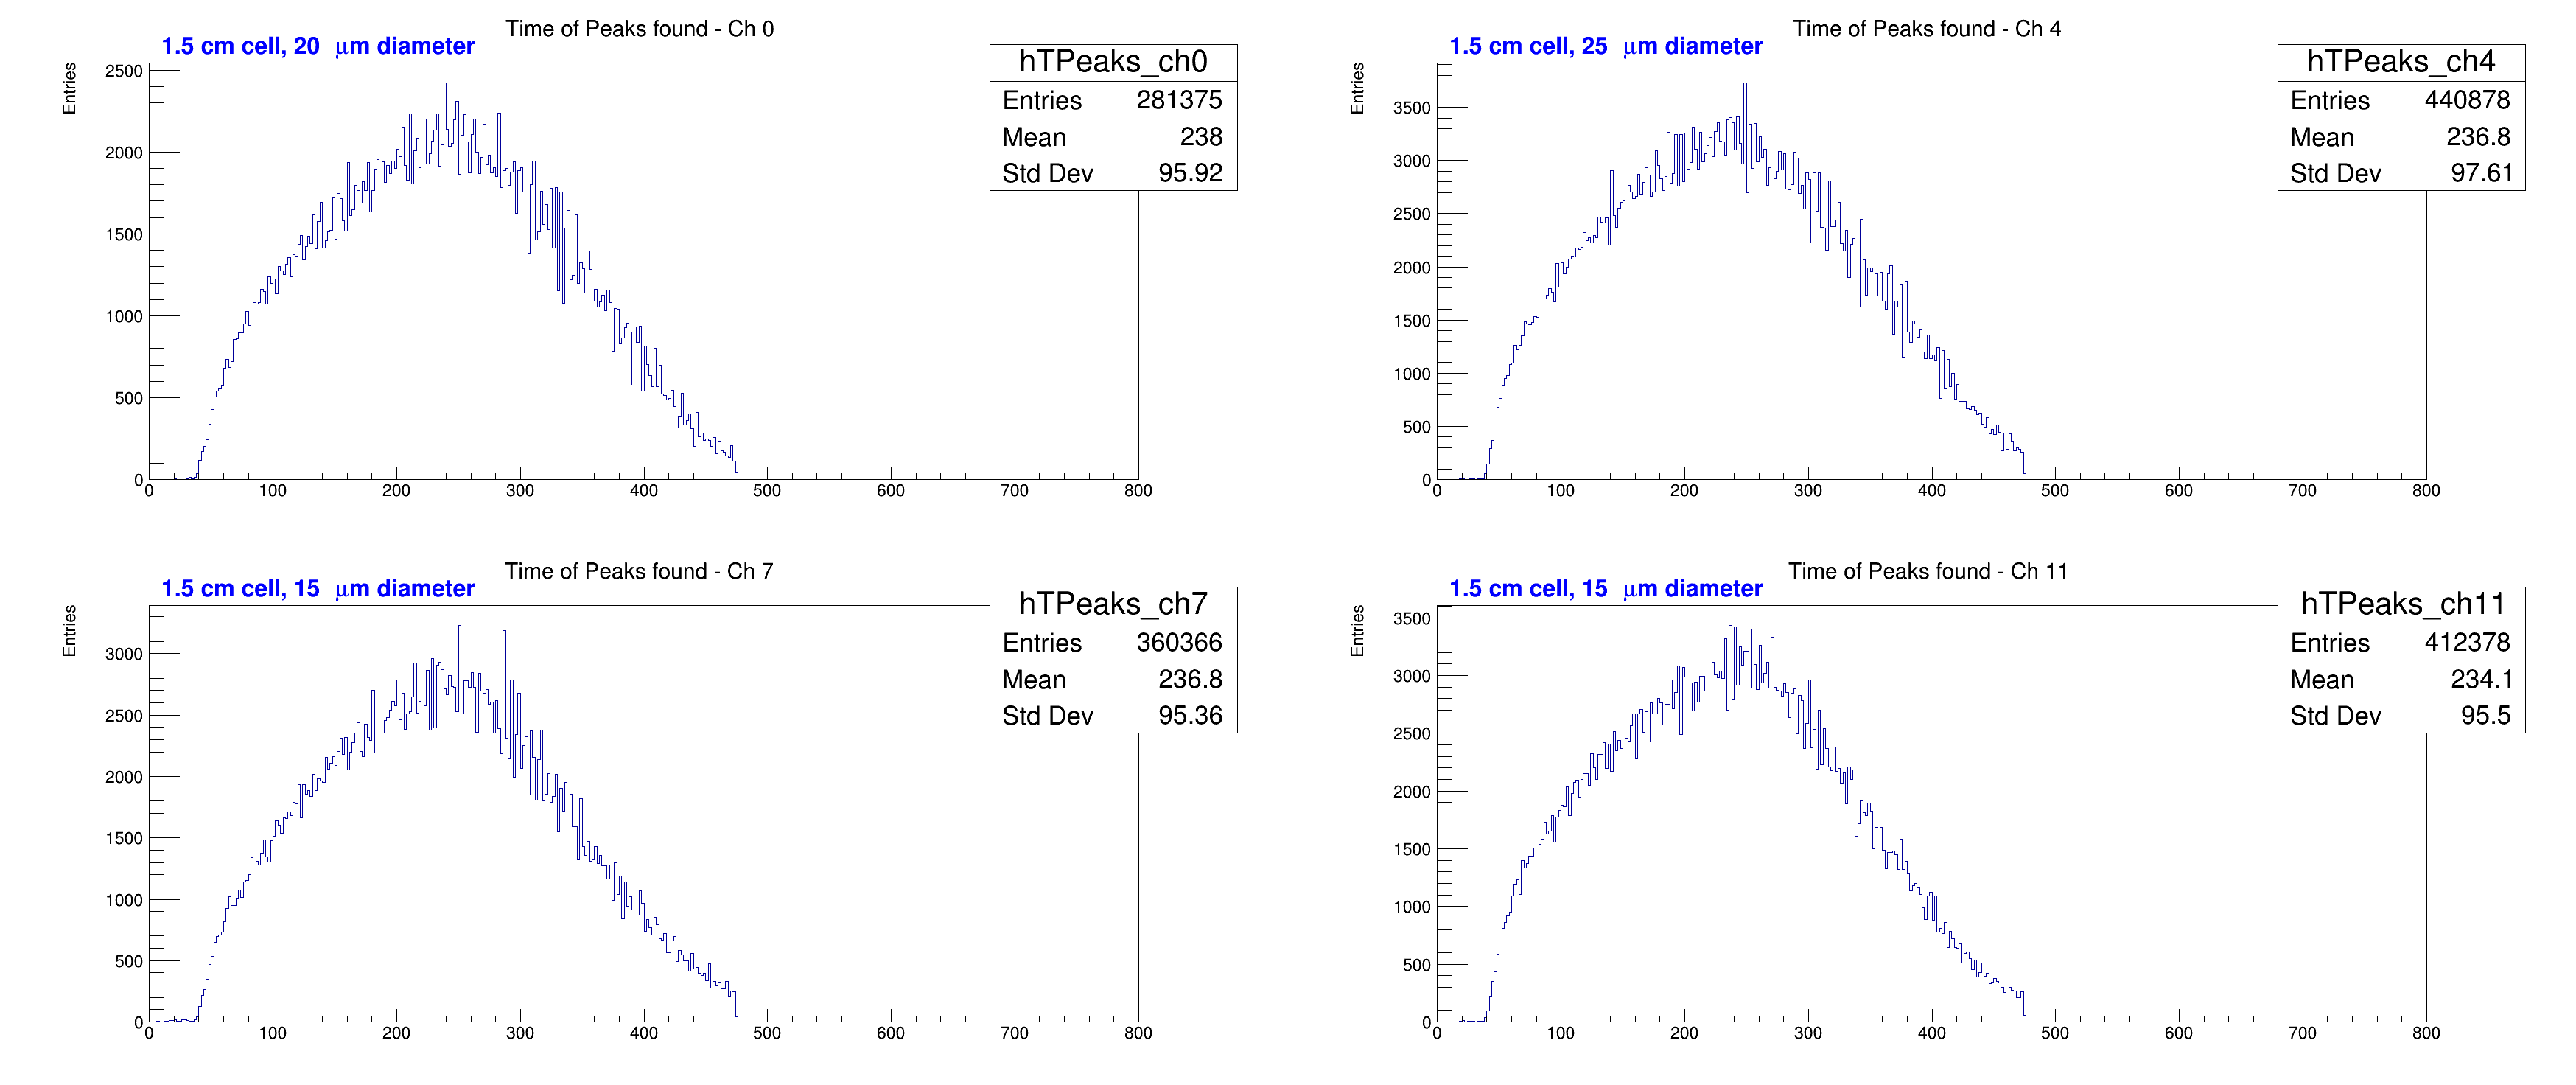 Time of Peaks found - Ch 0
1.5 cm cell, 20 μm diameter
Entries
hTPeaks_ch0
Entries 281375
Mean 238
Std Dev 95.92
2500
2000
1500
1000
500
0
0 100 200 300 400 500 600 700 800
Time of Peaks found - Ch 4
1.5 cm cell, 25 μm diameter
Entries
hTPeaks_ch4
Entries 440878
Mean 236.8
Std Dev 97.61
3500
3000
2500
2000
1500
1000
500
0
0 100 200 300 400 500 600 700 800
Time of Peaks found - Ch 7
1.5 cm cell, 15 μm diameter
Entries
hTPeaks_ch7
Entries 360366
Mean 236.8
Std Dev 95.36
3000
2500
2000
1500
1000
500
0
0 100 200 300 400 500 600 700 800
Time of Peaks found - Ch 11
1.5 cm cell, 15 μm diameter
Entries
hTPeaks_ch11
Entries 412378
Mean 234.1
Std Dev 95.5
3500
3000
2500
2000
1500
1000
500
0
0 100 200 300 400 500 600 700 800